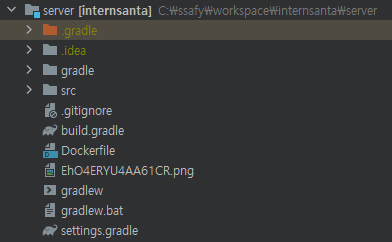 server [internsanta] C:￦ssafy￦workspace￦internsanta￦server
.gradle
.idea
gradle
src
.gitignore
build.gradle
Dockerfile
EhO4ERYU4AA61CR.png
gradlew
gradlew.bat
settings.gradle